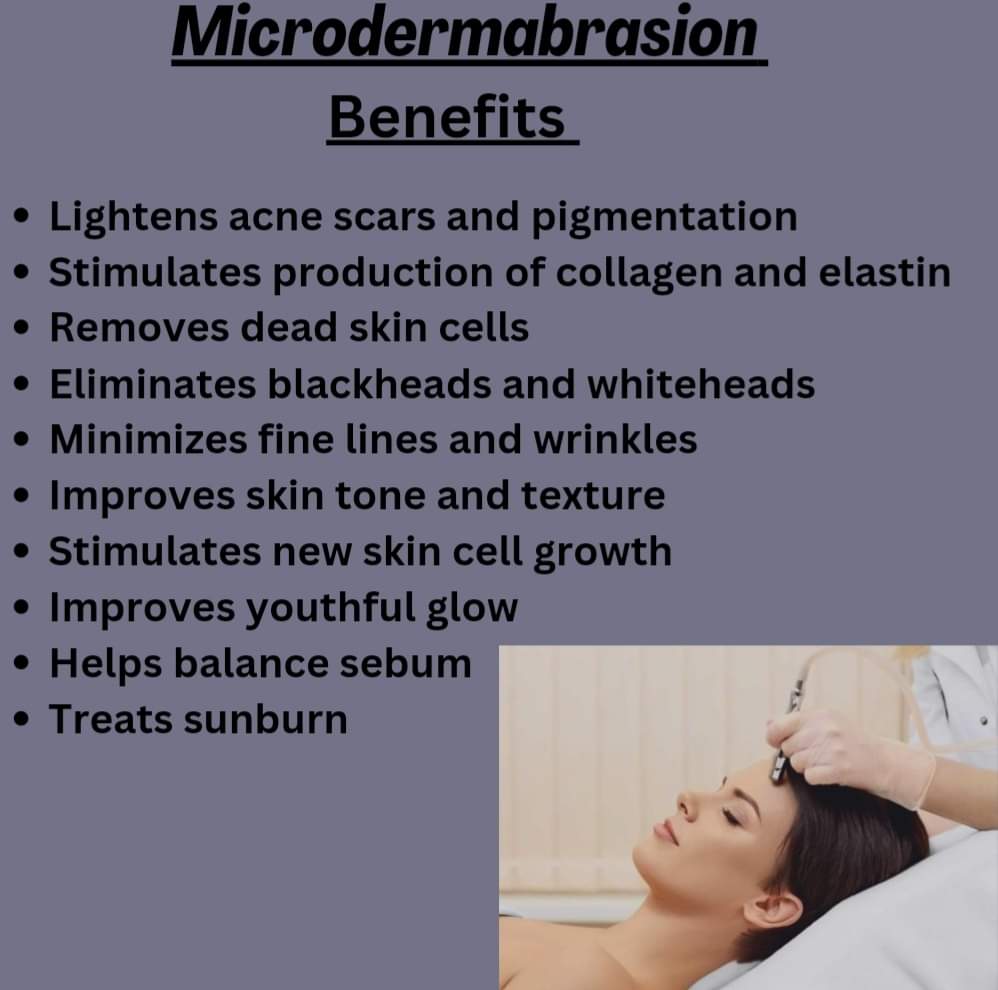 Microdermabrasion
Benefits
• Lightens acne scars and pigmentation
• Stimulates production of collagen and elastin
• Removes dead skin cells
• Eliminates blackheads and whiteheads
• Minimizes fine lines and wrinkles
• Improves skin tone and texture
• Stimulates new skin cell growth
• Improves youthful glow
• Helps balance sebum
• Treats sunburn